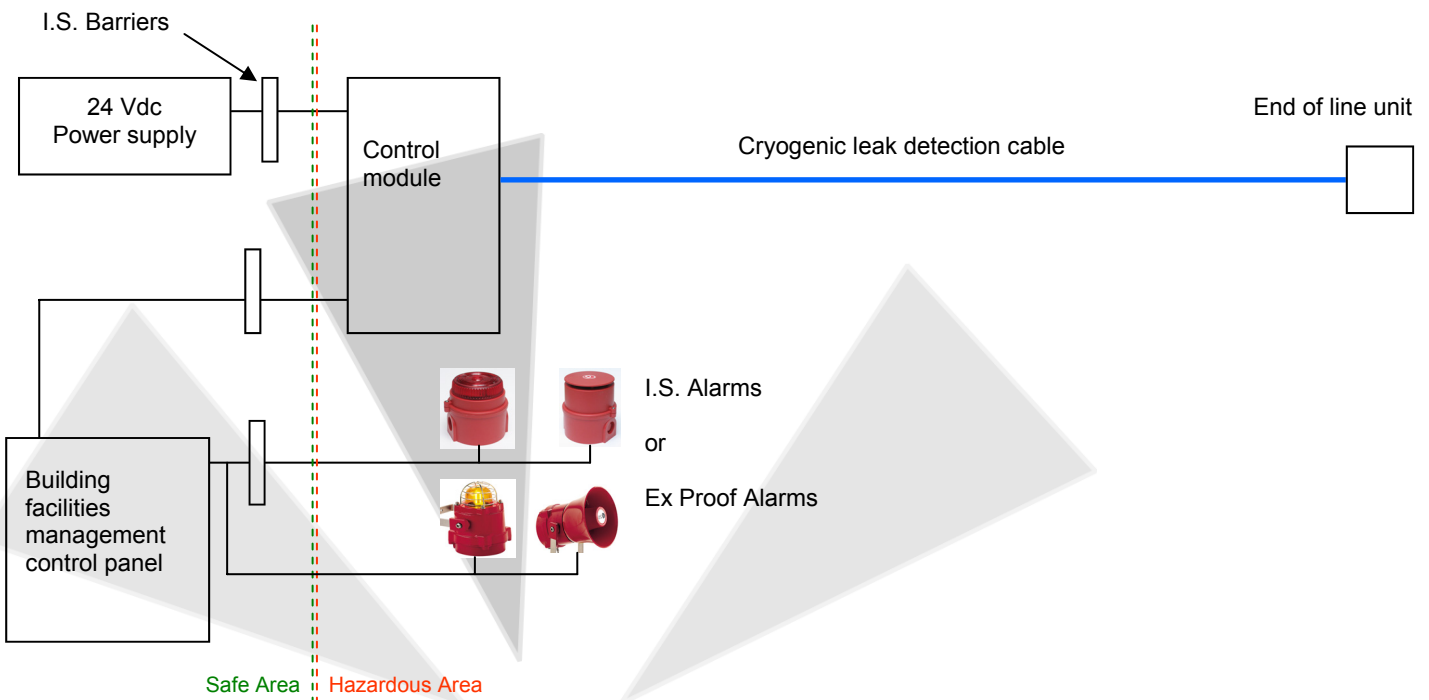 I.S. Barriers
24 Vdc
Power supply
Control
module
Cryogenic leak detection cable
End of line unit
I.S. Alarms
or
Ex Proof Alarms
Building
facilities
management
control panel
Safe Area
Hazardous Area